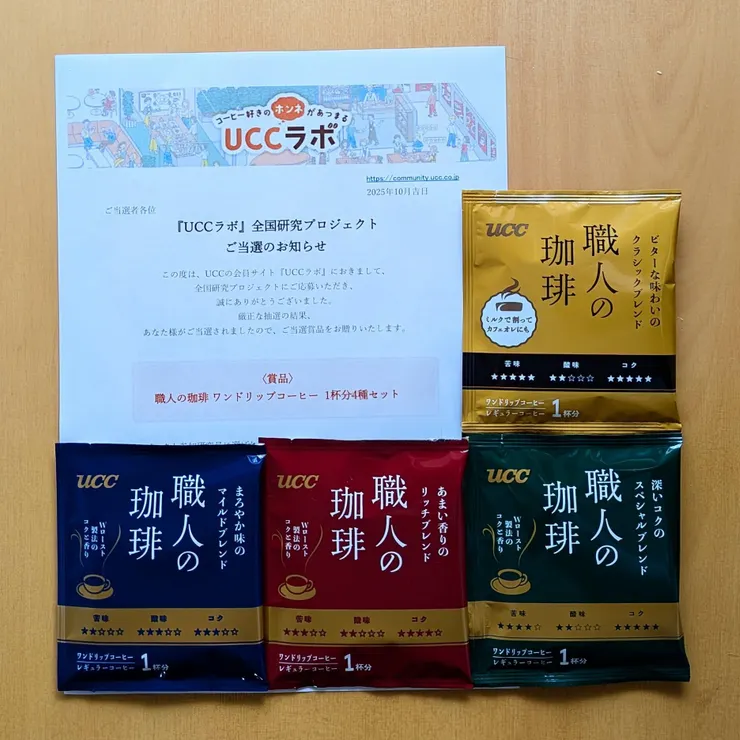 コーヒー好きのホンネがあつまる
UCCラボ
https://community.ucc.co.jp
2025年10月吉日
ご当選者各位
『UCCラボ』全国研究プロジェクト
ご当選のお知らせ
この度は、UCCの会員サイト『UCCラボ』におきまして、
全国研究プロジェクトにご応募いただき、
誠にありがとうございました。
厳正な抽選の結果、
あなた様がご当選されましたので、ご当選賞品をお贈りいたします。
〈賞品〉
職人の珈琲 ワンドリップコーヒー 1杯分4種セット
UCC
職人の
珈琲
ビターな味わいの
クラシックブレンド
ミルクで割って
カフェオレにも
苦味 酸味 コク
★★★★★ ★★☆☆☆ ★★★★★
ワンドリップコーヒー
レギュラーコーヒー
1杯分
UCC
職人の
珈琲
まろやか味の
マイルドブレンド
Wロースト
製法の
コクと香り
苦味 酸味 コク
★★☆☆☆ ★★★☆☆ ★★★☆☆
ワンドリップコーヒー
レギュラーコーヒー
1杯分
UCC
職人の
珈琲
あまい香りの
リッチブレンド
Wロースト
製法の
コクと香り
苦味 酸味 コク
★★★☆☆ ★★★☆☆ ★★★★☆
ワンドリップコーヒー
レギュラーコーヒー
1杯分
UCC
職人の
珈琲
深いコクの
スペシャルブレンド
Wロースト
製法の
コクと香り
苦味 酸味 コク
★★★★☆ ★★☆☆☆ ★★★★★
ワンドリップコーヒー
レギュラーコーヒー
1杯分